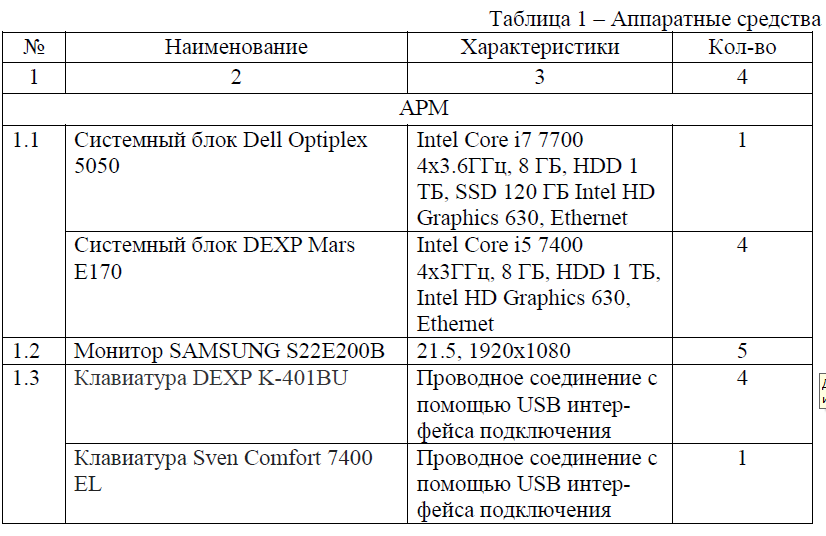 Таблица 1 – Аппаратные средства
№ Наименование Характеристики Кол-во
1 2 3 4
АРМ
1.1 Системный блок Dell Optiplex Intel Core i7 7700 1
5050 4х3.6ГГц, 8 ГБ, HDD 1
ТБ, SSD 120 ГБ Intel HD
Graphics 630, Ethernet
Системный блок DEXP Mars Intel Core i5 7400 4
E170 4х3ГГц, 8 ГБ, HDD 1 ТБ,
Intel HD Graphics 630,
Ethernet
1.2 Монитор SAMSUNG S22E200B 21.5, 1920x1080 5
1.3 Клавиатура DEXP K-401BU Проводное соединение с 4
помощью USB интер-
фейса подключения
Клавиатура Sven Comfort 7400 Проводное соединение с 1
EL помощью USB интер-
фейса подключения